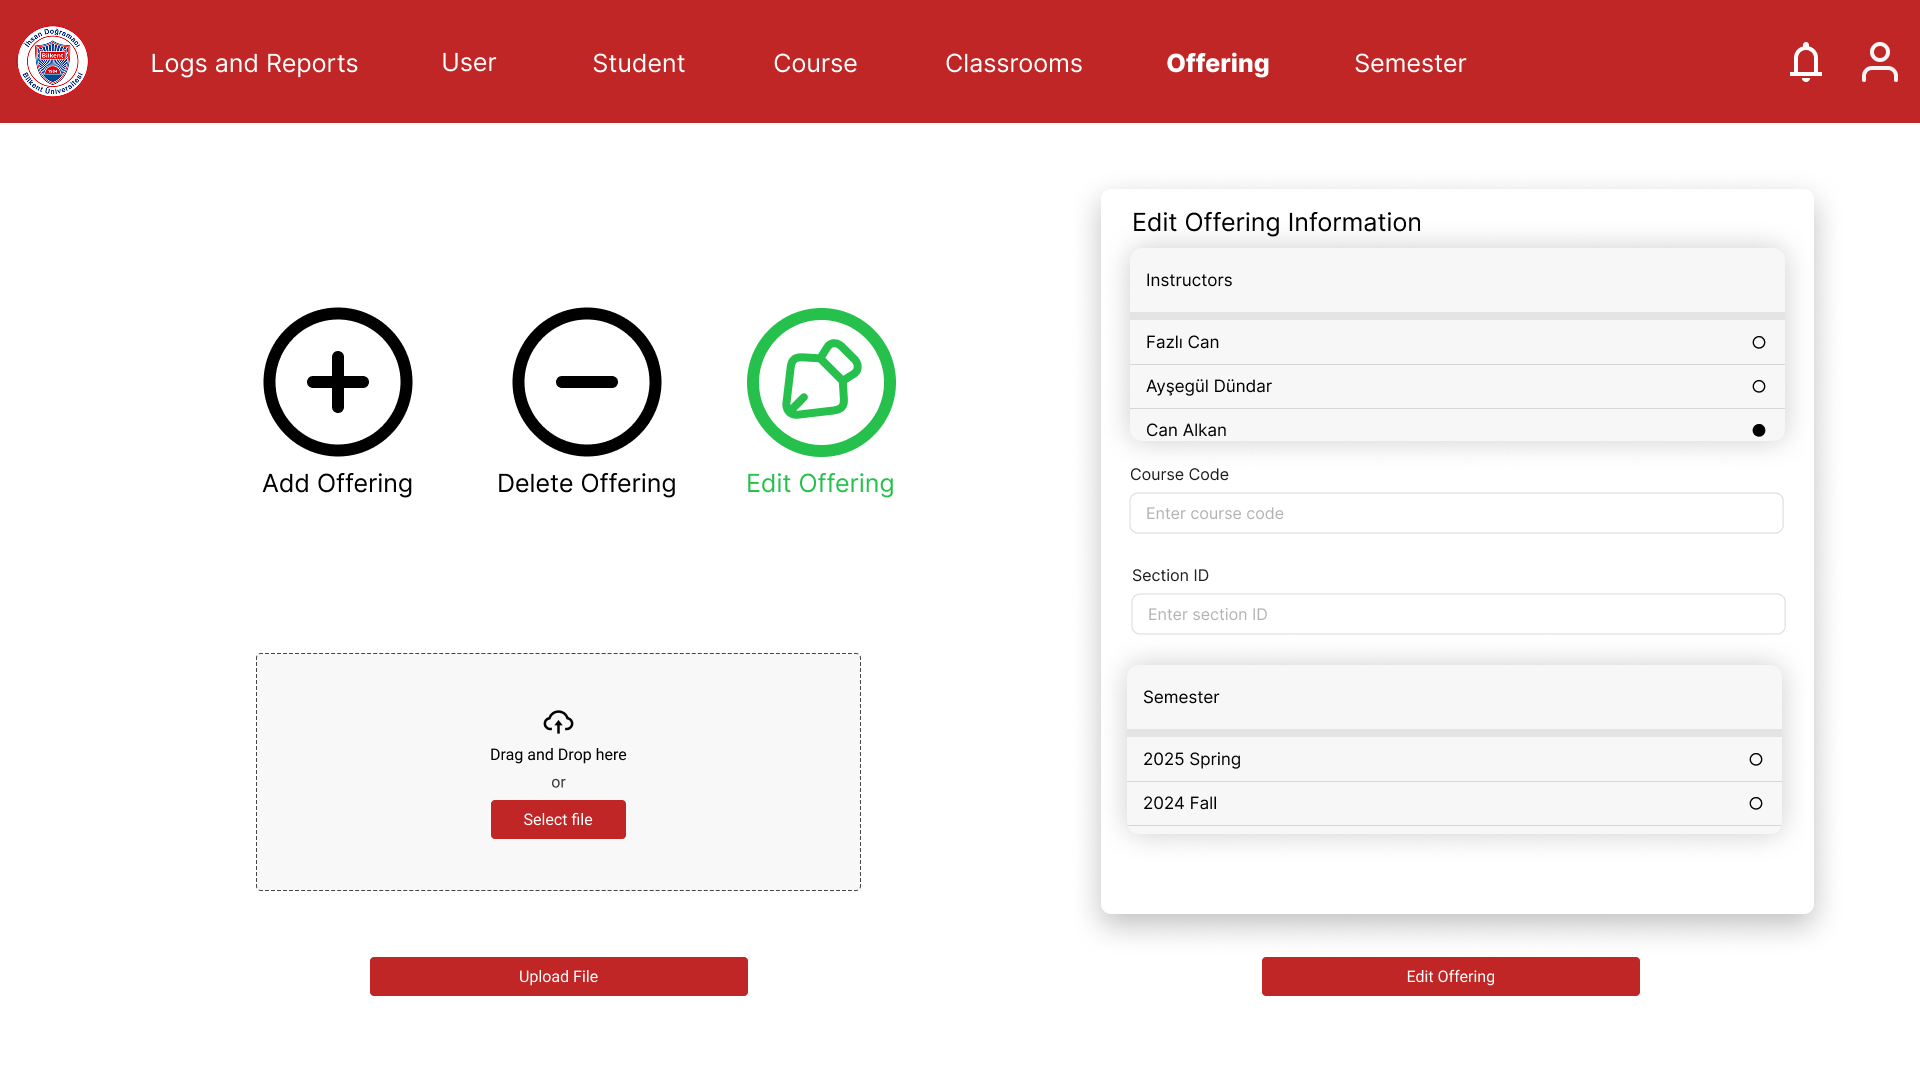 İhsan Doğramacı
Bilkent
1984
Bilkent Üniversitesi
Logs and Reports
User
Student
Course
Classrooms
Offering
Semester
Add Offering
Delete Offering
Edit Offering
Drag and Drop here
or
Select file
Upload File
Edit Offering Information
Instructors
Fazlı Can
Ayşegül Dündar
Can Alkan
Course Code
Enter course code
Section ID
Enter section ID
Semester
2025 Spring
2024 Fall
Edit Offering